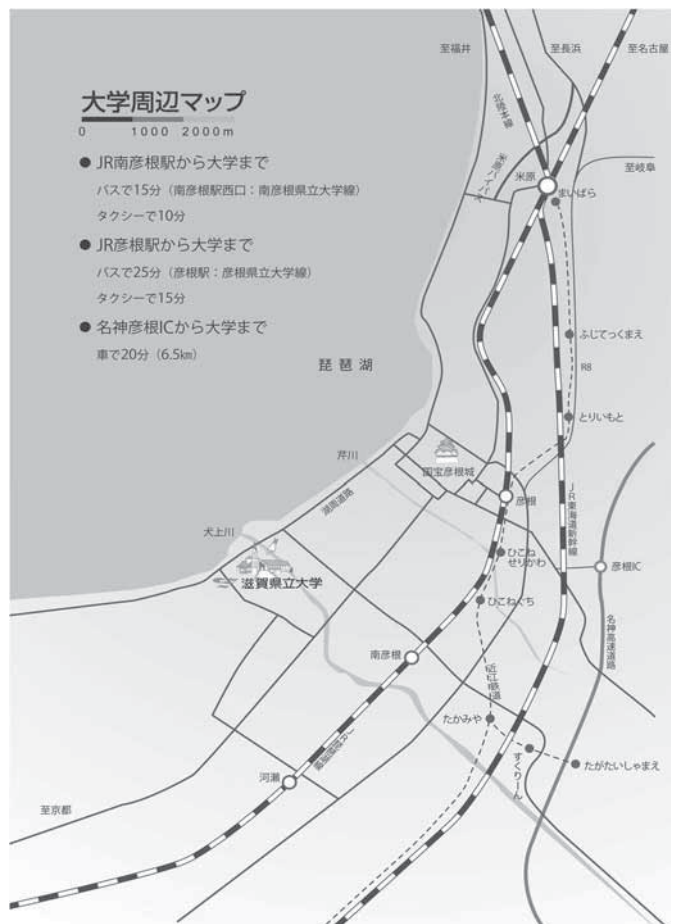 至福井
至長浜
至名古屋
大学周辺マップ
0 1000 2000m
北陸本線
● JR南彦根駅から大学まで
バスで15分（南彦根駅西口：南彦根県立大学線）
タクシーで10分
米原バイパス
至岐阜
米原
まいばら
● JR彦根駅から大学まで
バスで25分（彦根駅：彦根県立大学線）
タクシーで15分
● 名神彦根ICから大学まで
車で20分（6.5km）
ふじてっくまえ
琵琶湖
R8
とりいもと
芹川
国宝彦根城
湖周道路
彦根
JR東海道新幹線
犬上川
ひこね
せりかわ
彦根IC
滋賀県立大学
ひこねぐち
名神高速道路
南彦根
近江鉄道
たかみや
すくりーん
たがたいしゃまえ
河瀬
至京都